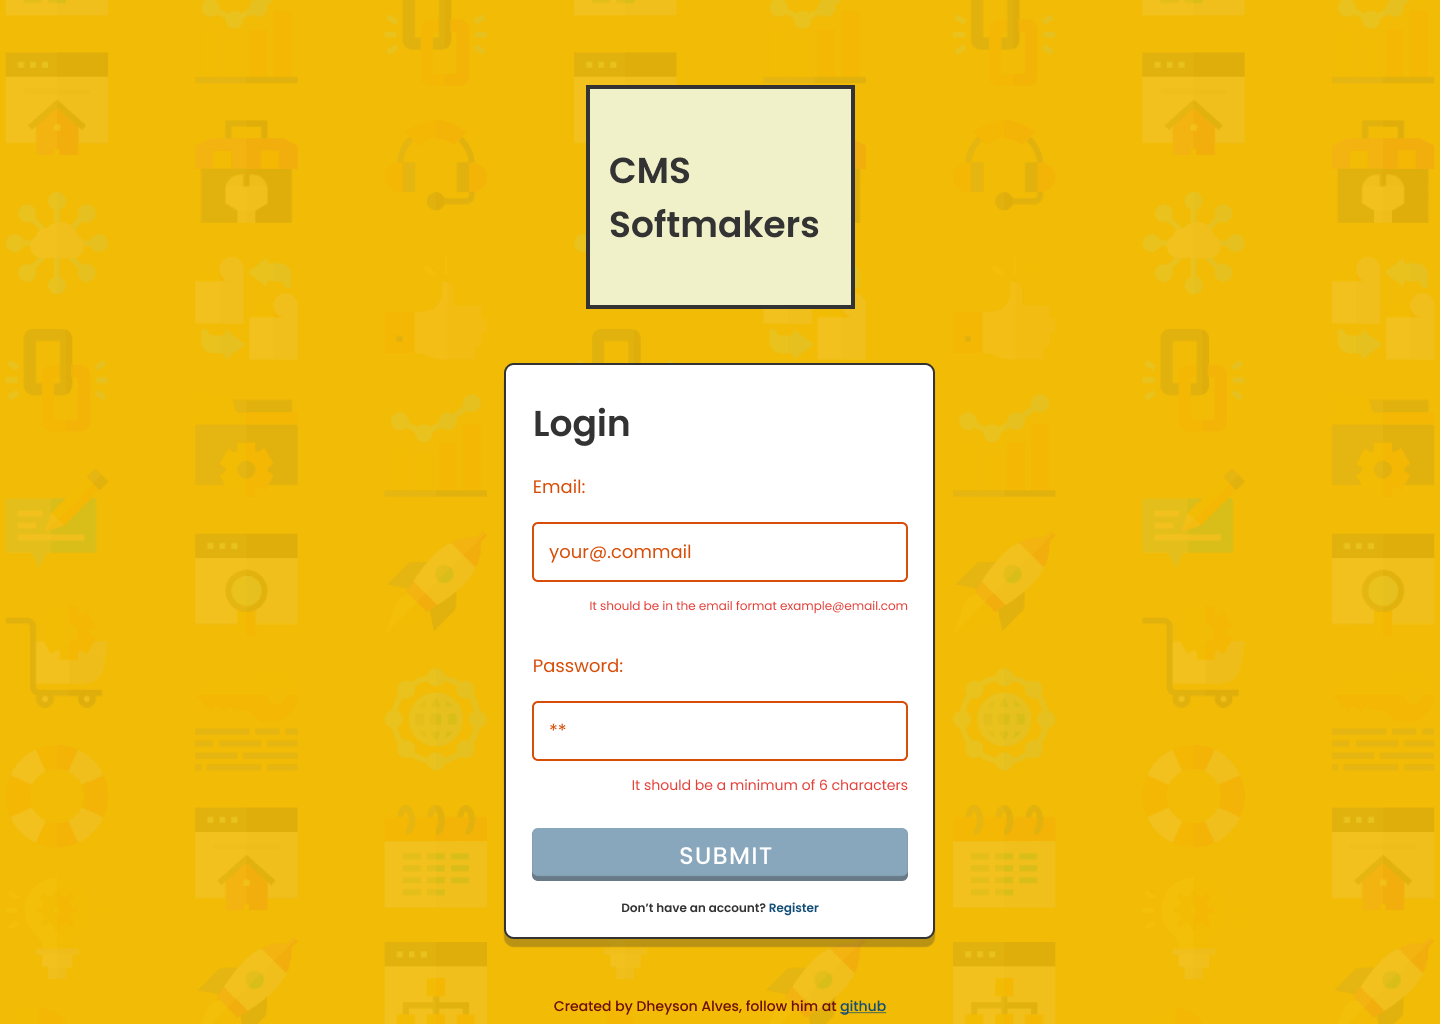 CMS
Softmakers
Login
Email:
your@.commail
It should be in the email format example@email.com
Password:
**
It should be a minimum of 6 characters
SUBMIT
Don’t have an account? Register
Created by Dheyson Alves, follow him at github